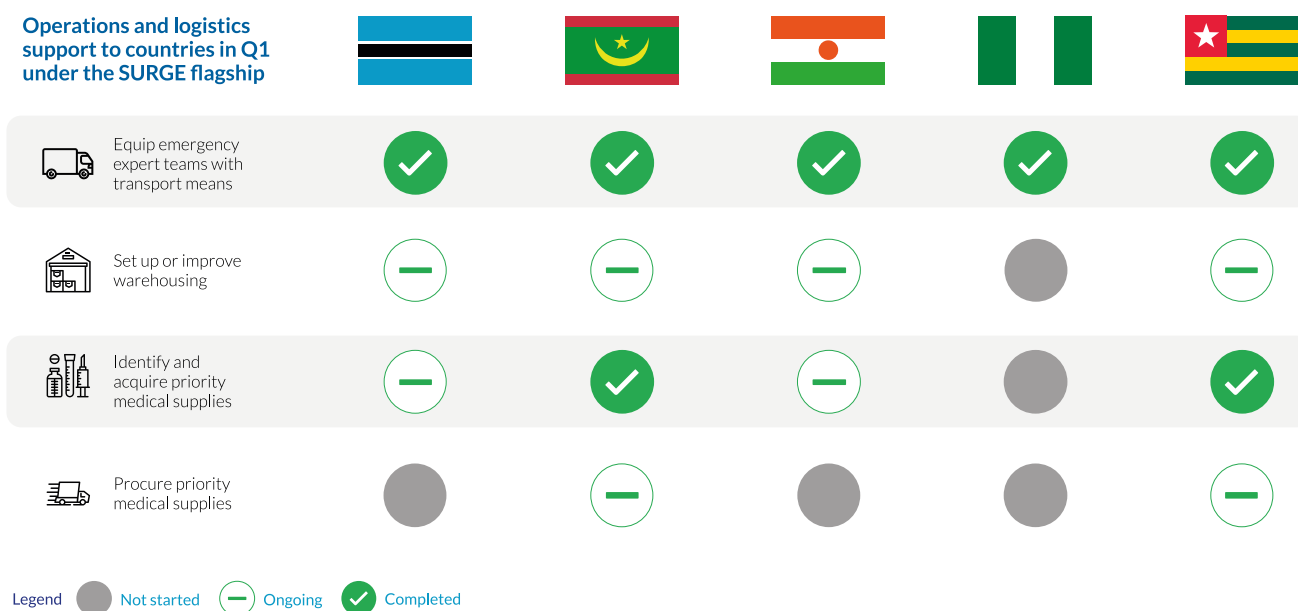 Operations and logistics
support to countries in Q1
under the SURGE flagship
Equip emergency
expert teams with
transport means
Set up or improve
warehousing
Identify and
acquire priority
medical supplies
Procure priority
medical supplies
Legend Not started Ongoing Completed